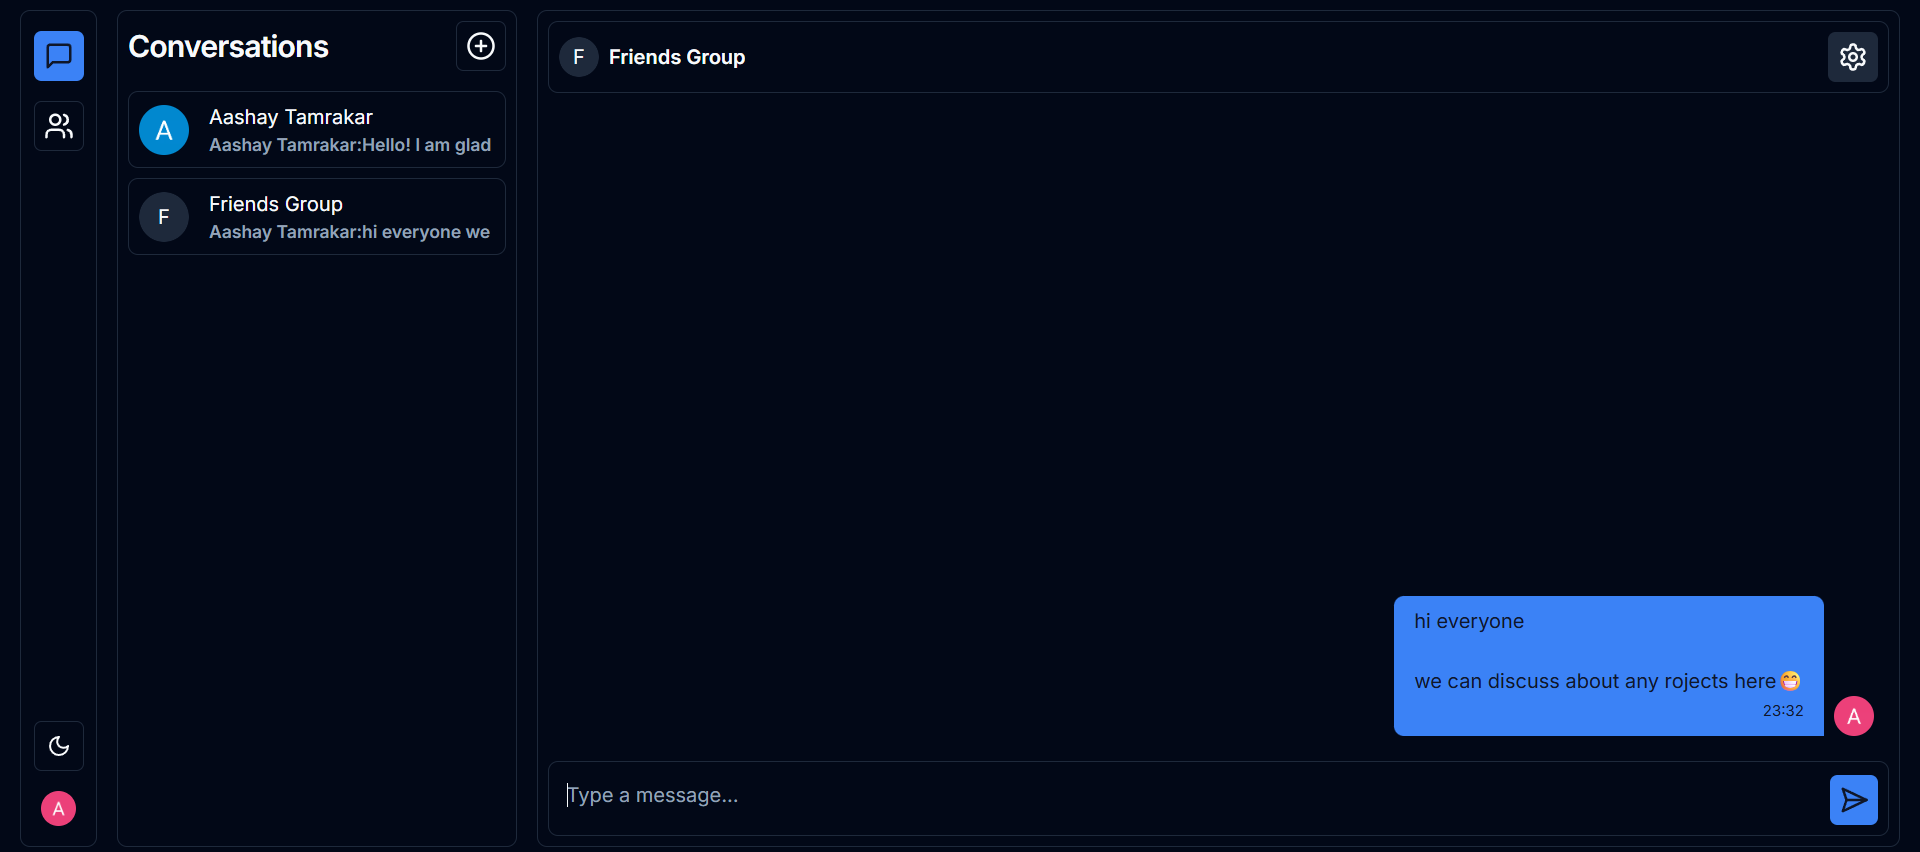 Conversations
A
Aashay Tamrakar
Aashay Tamrakar:Hello! I am glad
F
Friends Group
Aashay Tamrakar:hi everyone we
A
F
Friends Group
hi everyone
we can discuss about any rojects here😁
23:32
A
Type a message...